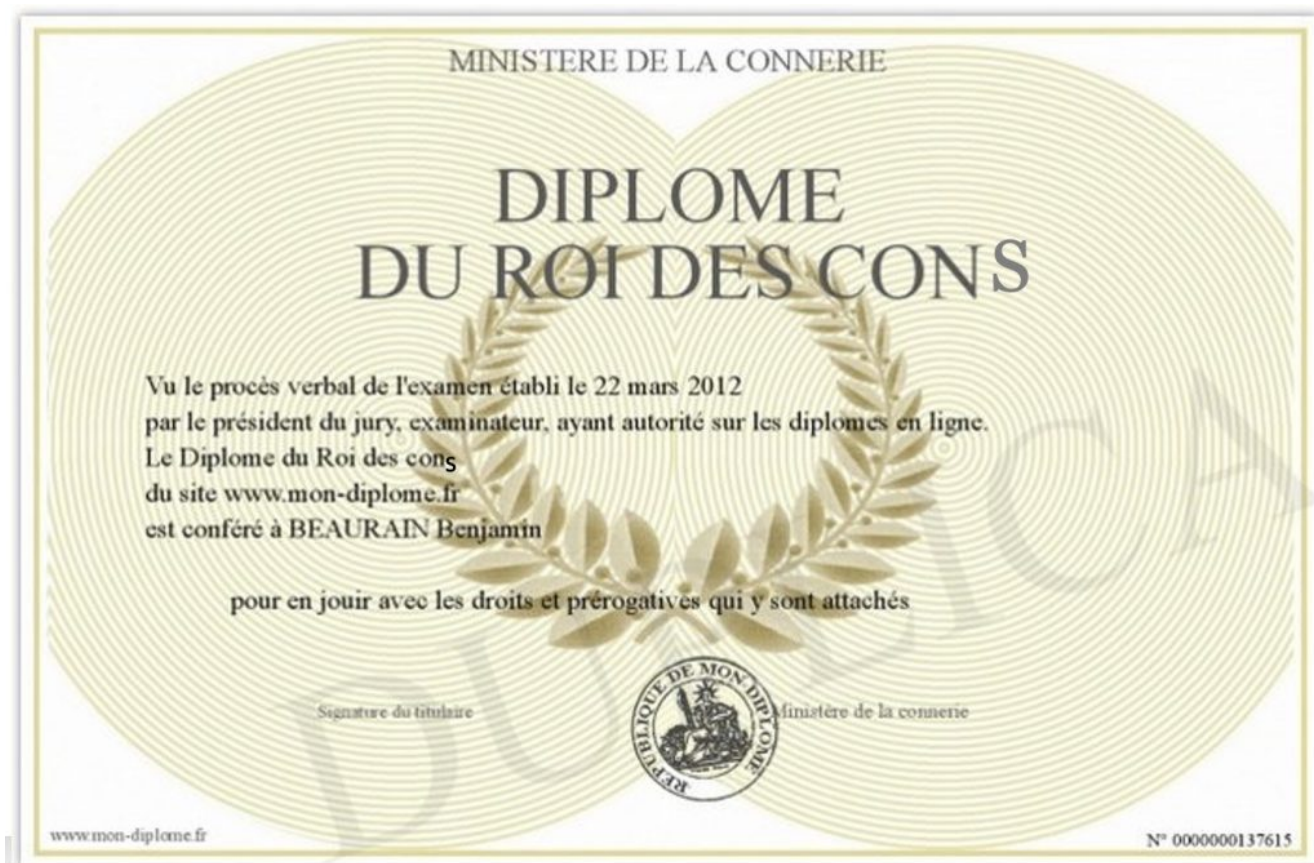 MINISTERE DE LA CONNERIE
DIPLOME
DU ROI DES CONS
Vu le procès verbal de l'examen établi le 22 mars 2012
par le président du jury, examinateur, ayant autorité sur les diplomes en ligne.
Le Diplome du Roi des cons
du site www.mon-diplome.fr
est conféré à BEAURAIN Benjamin
pour en jouir avec les droits et prérogatives qui y sont attachés
Signature du titulaire
REPUBLIQUE DE MON-DIPLOME
Ministère de la connerie
www.mon-diplome.fr
N° 0000000137615